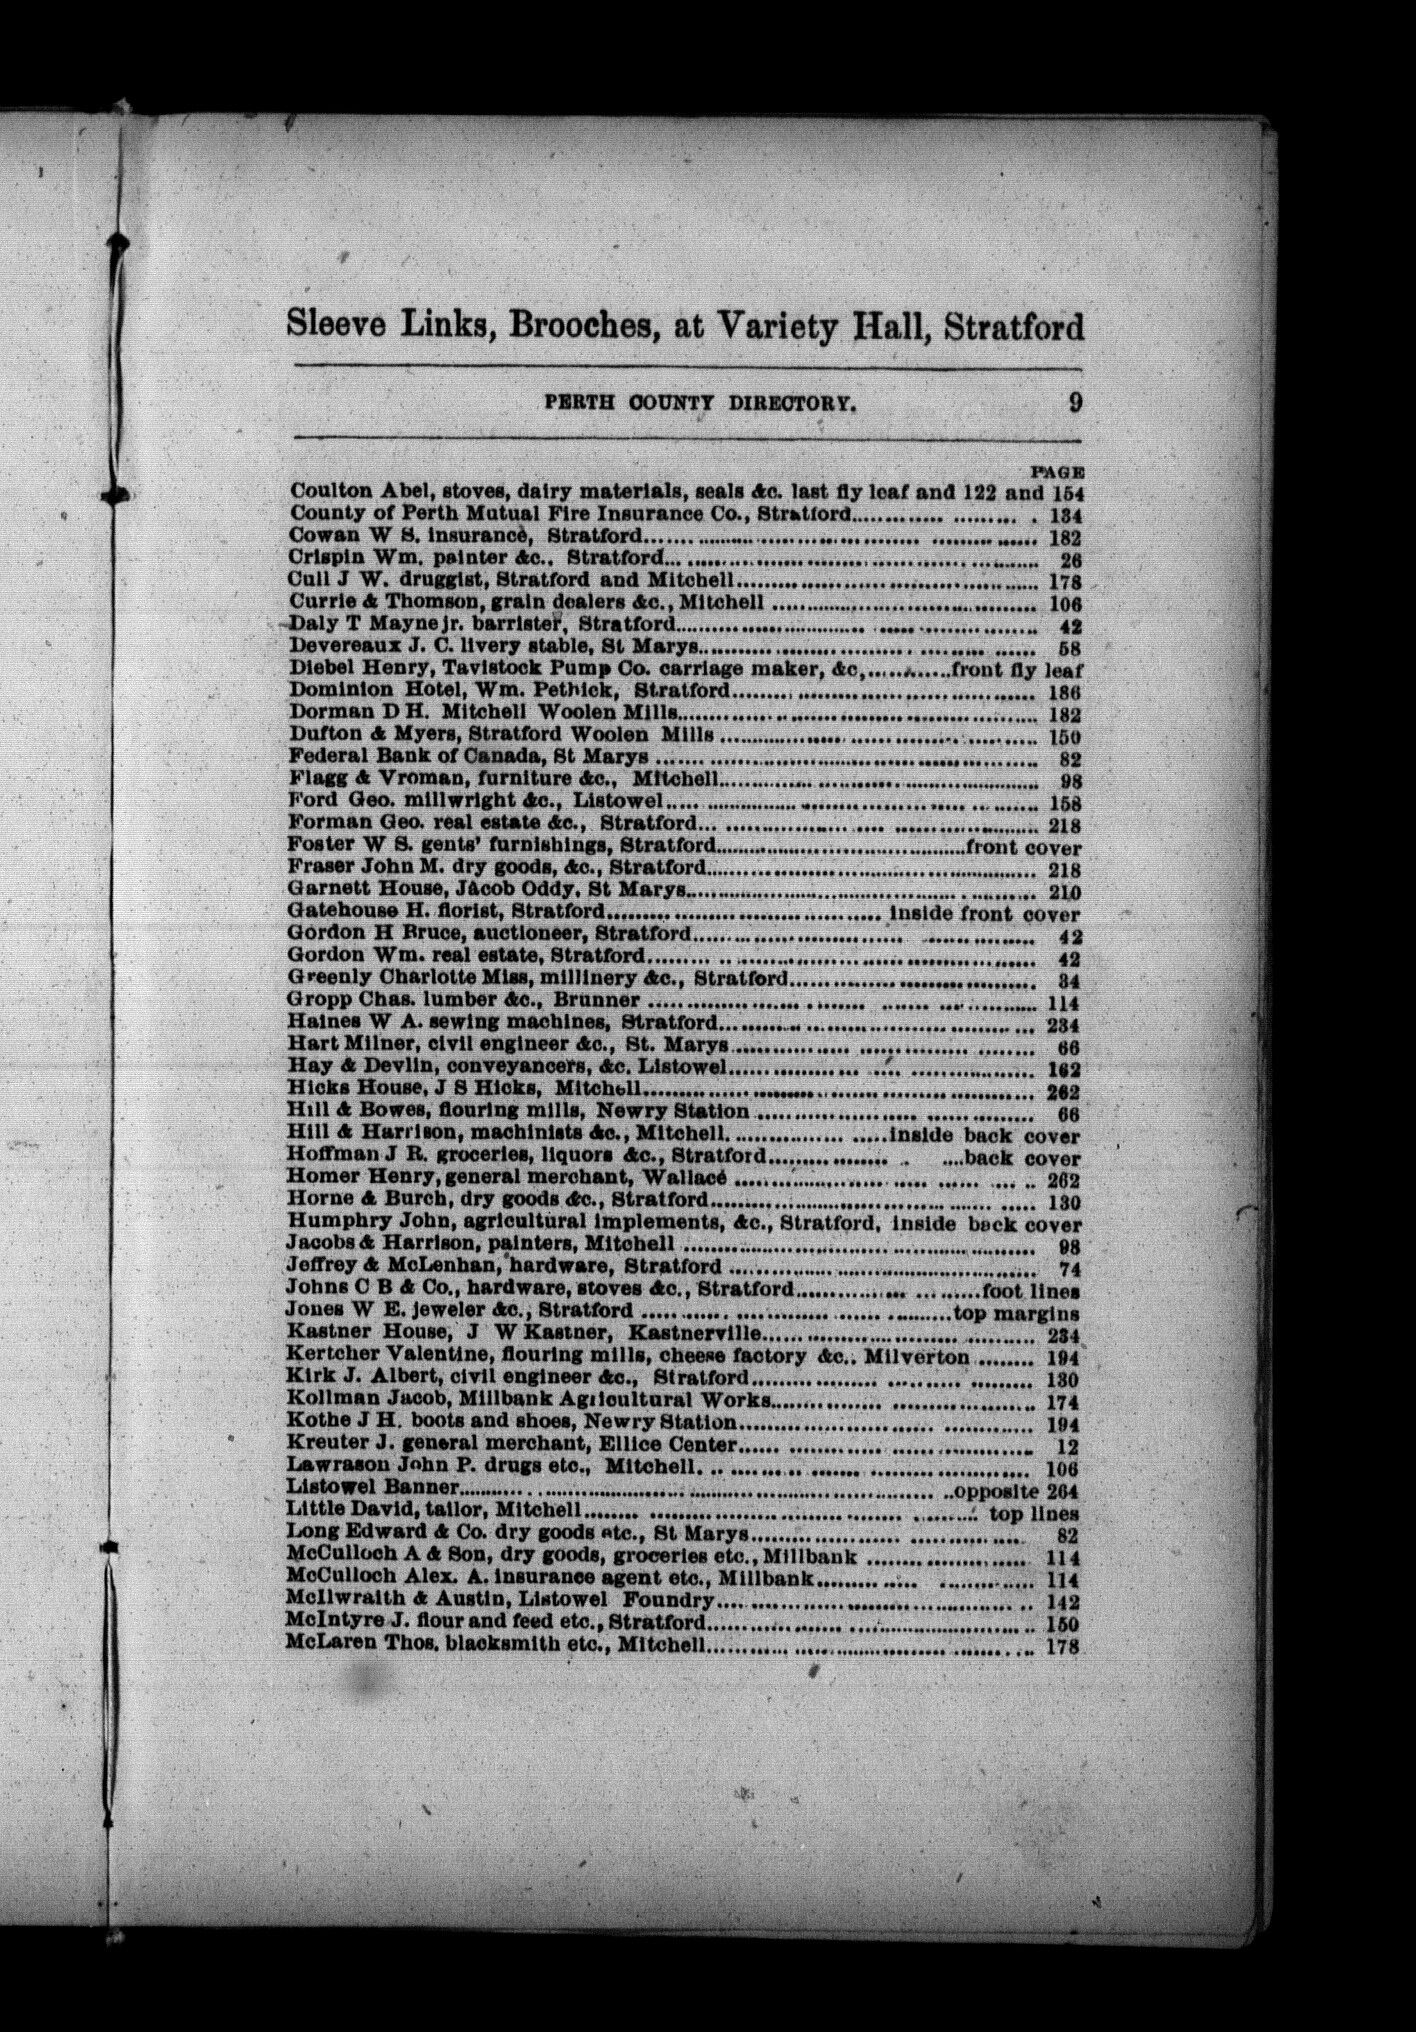 Sleeve Links, Brooches, at Variety Hall, Stratford
PERTH COUNTY DIRECTORY. 9
PAGE
Coulton Abel, stoves, dairy materials, seals &c. last fly leaf and 122 and 154
County of Perth Mutual Fire Insurance Co., Stratford.................... . 134
Cowan W S. insurance, Stratford.................... 182
Crispin Wm. painter &c.. Stratford.................... 26
Cull J W. druggist, Stratford and Mitchell.................... 178
Currie & Thomson, grain dealers &c., Mitchell .................... 106
Daly T Mayne jr. barrister, Stratford.................... 42
Devereaux J. C. livery stable, St Marys.................... 58
Diebel Henry, Tavistock Pump Co. carriage maker, &c,............front fly leaf
Dominion Hotel, Wm. Pethick, Stratford.................... 186
Dorman D H. Mitchell Woolen Mills.................... 182
Dufton & Myers, Stratford Woolen Mills .................... 150
Federal Bank of Canada, St Marys .................... 82
Flagg & Vroman, furniture &c., Mitchell.................... 98
Ford Geo. millwright &c., Listowel.................... 158
Forman Geo. real estate &c., Stratford.................... 218
Foster W S. gents' furnishings, Stratford....................front cover
Fraser John M. dry goods, &c., Stratford.................... 218
Garnett House, Jacob Oddy, St Marys.................... 210
Gatehouse H. florist, Stratford.................... inside front cover
Gordon H Bruce, auctioneer, Stratford.................... 42
Gordon Wm. real estate, Stratford.................... 42
Greenly Charlotte Miss, millinery &c., Stratford.................... 34
Gropp Chas. lumber &c., Brunner .................... 114
Haines W A. sewing machines, Stratford.................... 234
Hart Milner, civil engineer &c., St. Marys .................... 66
Hay & Devlin, conveyancers, &c. Listowel.................... 162
Hicks House, J S Hicks, Mitchell.................... 262
Hill & Bowes, flouring mills, Newry Station .................... 66
Hill & Harrison, machinists &c., Mitchell. ....................inside back cover
Hoffman J R. groceries, liquors &c., Stratford....................back cover
Homer Henry, general merchant, Wallace .................... 262
Horne & Burch, dry goods &c., Stratford.................... 130
Humphry John, agricultural implements, &c., Stratford, inside back cover
Jacobs & Harrison, painters, Mitchell .................... 98
Jeffrey & McLenhan, hardware, Stratford .................... 74
Johns C B & Co., hardware, stoves &c., Stratford....................foot lines
Jones W E. jeweler &c., Stratford ....................top margins
Kastner House, J W Kastner, Kastnerville.................... 234
Kertcher Valentine, flouring mills, cheese factory &c.. Milverton ........ 194
Kirk J. Albert, civil engineer &c., Stratford.................... 130
Kollman Jacob, Millbank Agricultural Works.................... 174
Kothe J H. boots and shoes, Newry Station.................... 194
Kreuter J. general merchant, Ellice Center.................... 12
Lawrason John P. drugs etc., Mitchell. .................... 106
Listowel Banner....................opposite 264
Little David, tailor, Mitchell.................... top lines
Long Edward & Co. dry goods etc., St Marys.................... 82
McCulloch A & Son, dry goods, groceries etc., Millbank .................... 114
McCulloch Alex. A. insurance agent etc., Millbank.................... 114
McIlwraith & Austin, Listowel Foundry.................... 142
McIntyre J. flour and feed etc., Stratford.................... 150
McLaren Thos. blacksmith etc., Mitchell.................... 178